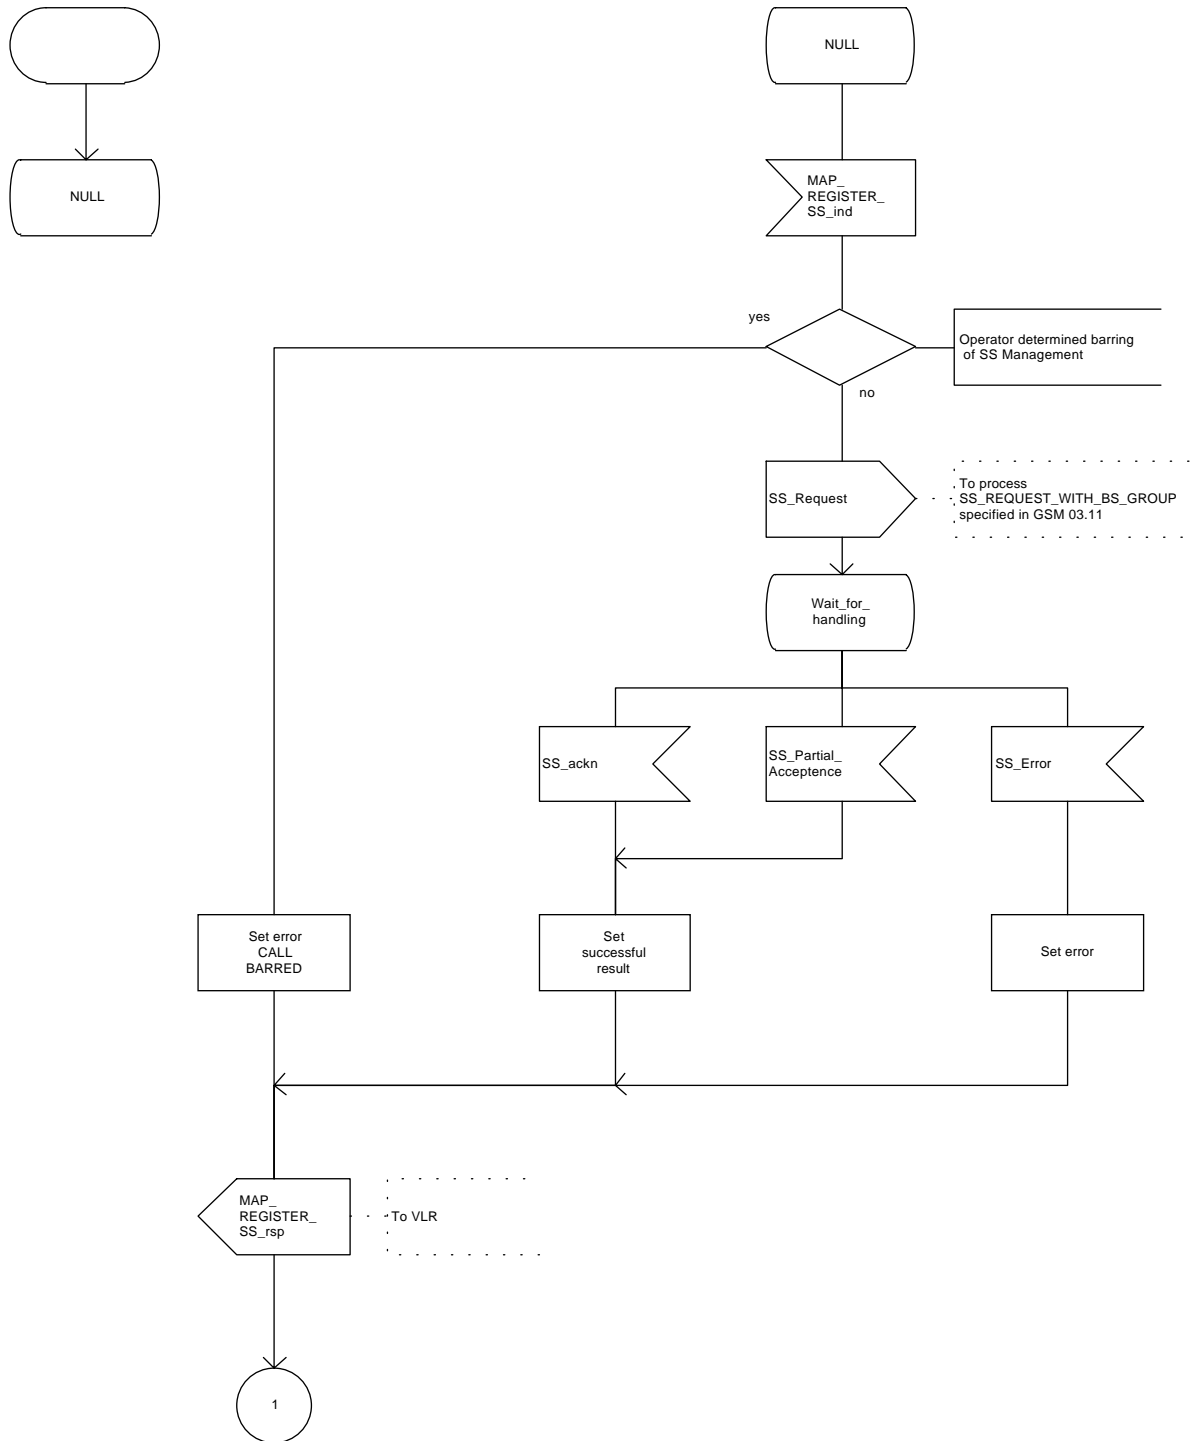 NULL
NULL
MAP_
REGISTER_
SS_ind
yes
Operator determined barring
of SS Management
no
SS_Request
To process
SS_REQUEST_WITH_BS_GROUP
specified in GSM 03.11
Wait_for_
handling
SS_ackn
SS_Partial_
Acceptence
SS_Error
Set error
CALL
BARRED
Set
successful
result
Set error
MAP_
REGISTER_
SS_rsp
To VLR
1